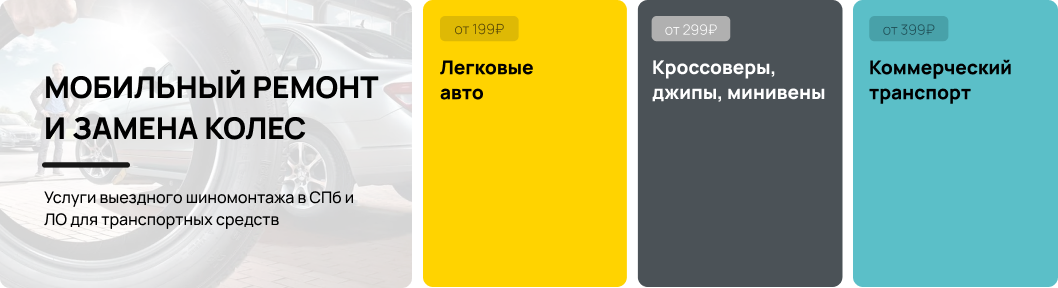 МОБИЛЬНЫЙ РЕМОНТ
И ЗАМЕНА КОЛЕС
Услуги выездного шиномонтажа в СПб и
ЛО для транспортных средств
от 199₽
Легковые
авто
от 299₽
Кроссоверы,
джипы, минивены
от 399₽
Коммерческий
транспорт